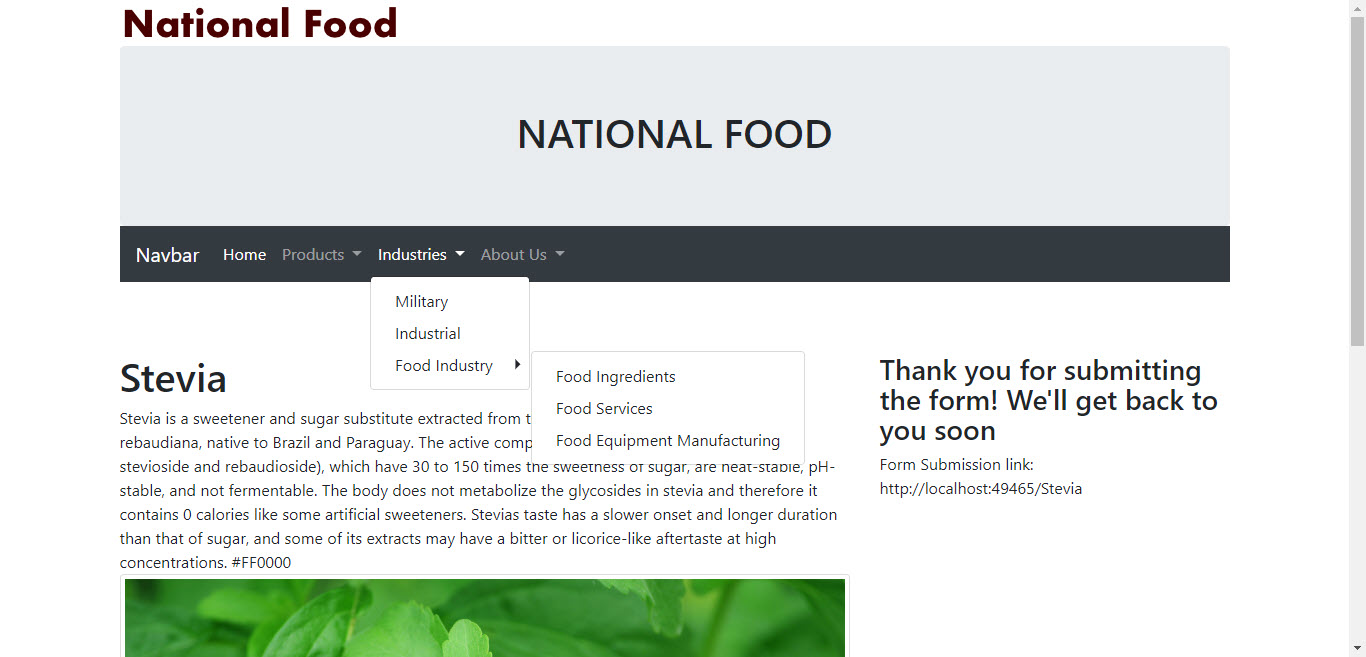 National Food
NATIONAL FOOD
Navbar Home Products Industries About Us
Military
Industrial
Food Industry
Food Ingredients
Food Services
Food Equipment Manufacturing
Stevia
Stevia is a sweetener and sugar substitute extracted from
rebaudiana, native to Brazil and Paraguay. The active
stevioside and rebaudioside), which have 30 to 150 times the sweetness of sugar, are heat-stable, pH-
stable, and not fermentable. The body does not metabolize the glycosides in stevia and therefore it
contains 0 calories like some artificial sweeteners. Stevias taste has a slower onset and longer duration
than that of sugar, and some of its extracts may have a bitter or licorice-like aftertaste at high
concentrations. #FF0000
Thank you for submitting
the form! We'll get back to
you soon
Form Submission link:
http://localhost:49465/Stevia